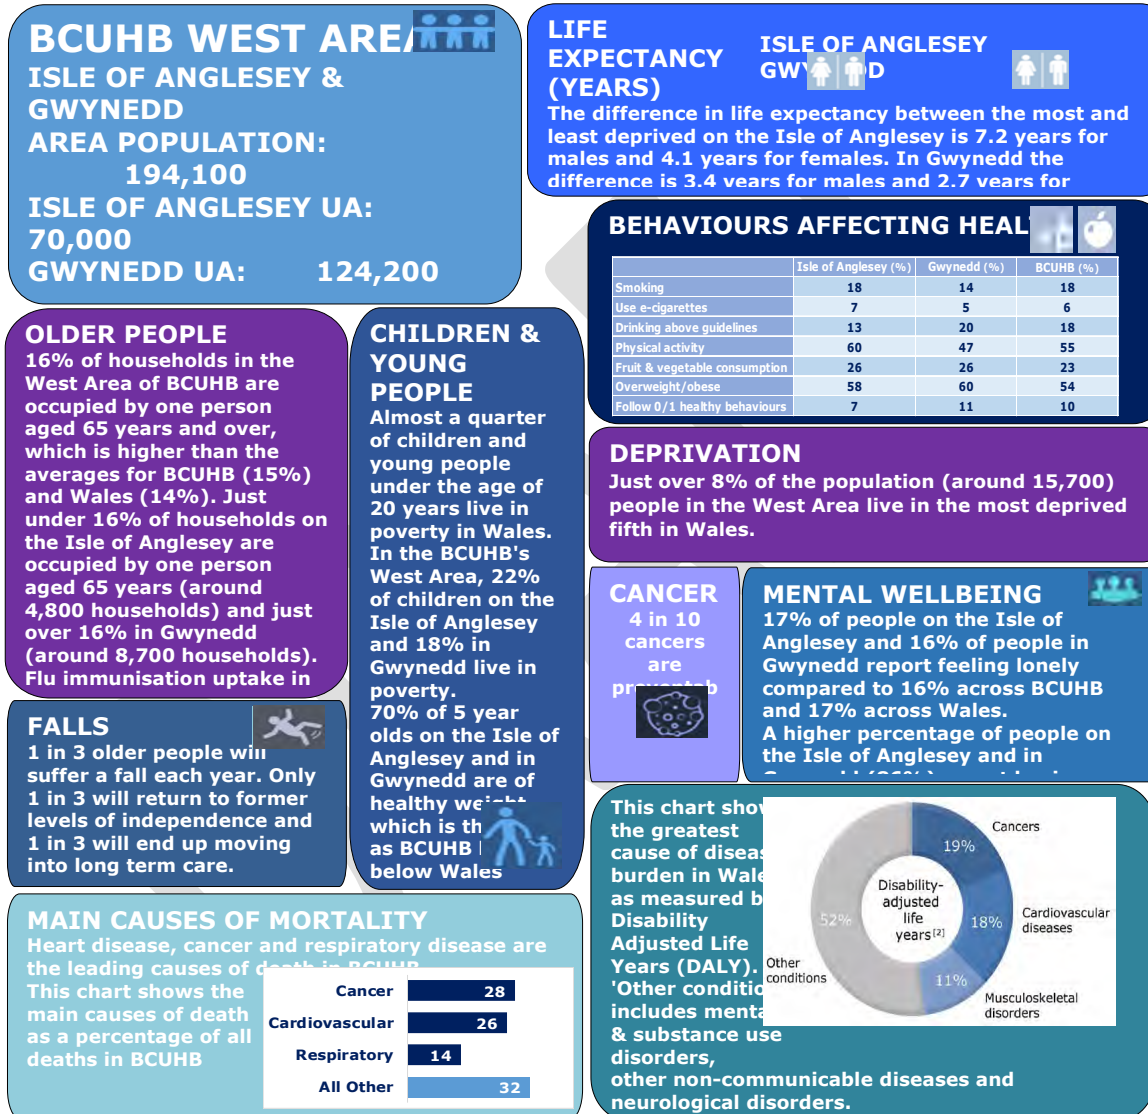 BCUHB WEST AREA
ISLE OF ANGLESEY &
GWYNEDD
AREA POPULATION:
194,100
ISLE OF ANGLESEY UA:
70,000
GWYNEDD UA: 124,200
LIFE
EXPECTANCY
(YEARS)
ISLE OF ANGLESEY
GWYNEDD
The difference in life expectancy between the most and
least deprived on the Isle of Anglesey is 7.2 years for
males and 4.1 years for females. In Gwynedd the
difference is 3.4 years for males and 2.7 years for
BEHAVIOURS AFFECTING HEAL
Isle of Anglesey (%) Gwynedd (%) BCUHB (%)
Smoking 18 14 18
Use e-cigarettes 7 5 6
Drinking above guidelines 13 20 18
Physical activity 60 47 55
Fruit & vegetable consumption 26 26 23
Overweight/obese 58 60 54
Follow 0/1 healthy behaviours 7 11 10
OLDER PEOPLE
16% of households in the
West Area of BCUHB are
occupied by one person
aged 65 years and over,
which is higher than the
averages for BCUHB (15%)
and Wales (14%). Just
under 16% of households on
the Isle of Anglesey are
occupied by one person
aged 65 years (around
4,800 households) and just
over 16% in Gwynedd
(around 8,700 households).
Flu immunisation uptake in
CHILDREN &
YOUNG
PEOPLE
Almost a quarter
of children and
young people
under the age of
20 years live in
poverty in Wales.
In the BCUHB's
West Area, 22%
of children on the
Isle of Anglesey
and 18% in
Gwynedd live in
poverty.
70% of 5 year
olds on the Isle of
Anglesey and in
Gwynedd are of
healthy weight
which is th
as BCUHB
below Wales
DEPRIVATION
Just over 8% of the population (around 15,700)
people in the West Area live in the most deprived
fifth in Wales.
CANCER
4 in 10
cancers
are
preventab
MENTAL WELLBEING
17% of people on the Isle of
Anglesey and 16% of people in
Gwynedd report feeling lonely
compared to 16% across BCUHB
and 17% across Wales.
A higher percentage of people on
the Isle of Anglesey and in
FALLS
1 in 3 older people will
suffer a fall each year. Only
1 in 3 will return to former
levels of independence and
1 in 3 will end up moving
into long term care.
MAIN CAUSES OF MORTALITY
Heart disease, cancer and respiratory disease are
the leading causes of death in BCUHB
This chart shows the
main causes of death
as a percentage of all
deaths in BCUHB
Cancer 28
Cardiovascular 26
Respiratory 14
All Other 32
This chart show
the greatest
cause of diseas
burden in Wale
as measured b
Disability
Adjusted Life
Years (DALY).
'Other conditio
includes menta
& substance use
disorders,
other non-communicable diseases and
neurological disorders.
Cancers
19%
Disability-
adjusted
life
years [2]
52%
18%
Cardiovascular
diseases
Other
conditions
11%
Musculoskeletal
disorders